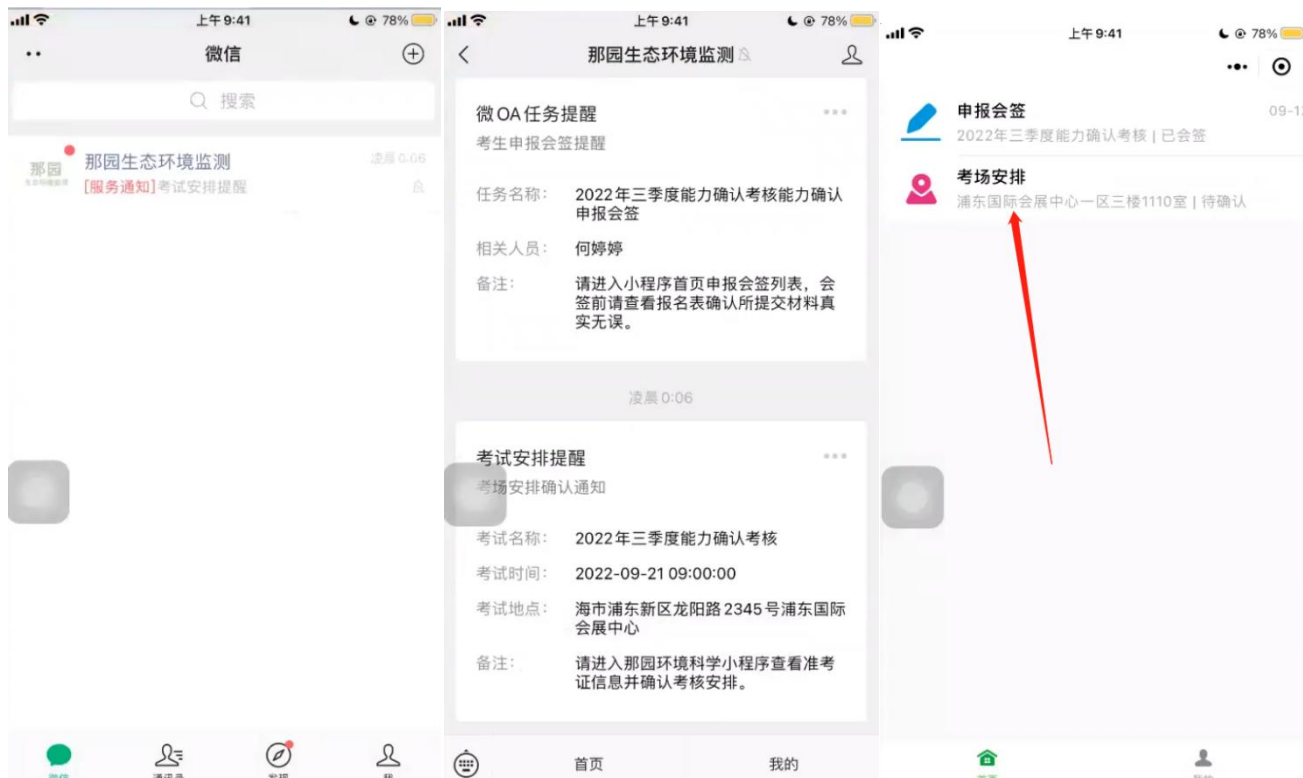 上午9:41
78%
微信
搜索
那园
那园生态环境监测
凌晨0:06
[服务通知]考试安排提醒
微信
通讯录
发现
我
上午9:41
78%
那园生态环境监测
微OA任务提醒
考生申报会签提醒
任务名称：
2022年三季度能力确认考核能力确认
申报会签
相关人员：
何婷婷
备注：
请进入小程序首页申报会签列表，会
签前请查看报名表确认所提交材料真
实无误。
凌晨0:06
考试安排提醒
考场安排确认通知
考试名称：
2022年三季度能力确认考核
考试时间：
2022-09-21 09:00:00
考试地点：
海市浦东新区龙阳路2345号浦东国际
会展中心
备注：
请进入那园环境科学小程序查看准考
证信息并确认考核安排。
首页
我的
上午9:41
78%
申报会签
09-1
2022年三季度能力确认考核 | 已会签
考场安排
浦东国际会展中心一区三楼1110室 | 待确认
首页
我的